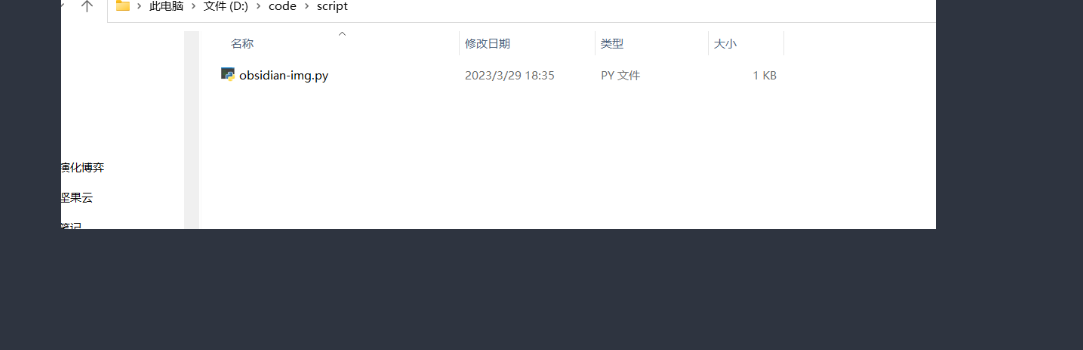 此电脑 › 文件 (D:) › code › script
名称 修改日期 类型 大小
obsidian-img.py 2023/3/29 18:35 PY 文件 1 KB
演化博弈
坚果云
笔记